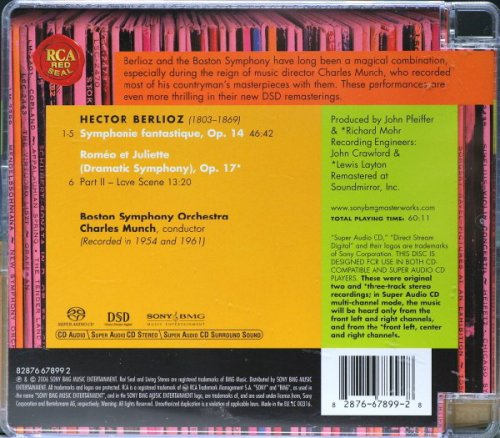 RCA
RED
SEAL
Berlioz and the Boston Symphony have long been a magical combination,
especially during the reign of music director Charles Munch, who recorded
most of his countryman's masterpieces with them. These performances
are even more thrilling in their new DSD remasterings.
HECTOR BERLIOZ (1803–1869)
1-5 Symphonie fantastique, Op. 14 46:42
Roméo et Juliette
(Dramatic Symphony), Op. 17*
6 Part II – Love Scene 13:20
Boston Symphony Orchestra
Charles Munch, conductor
(Recorded in 1954 and 1961)
Produced by John Pfeiffer &
*Richard Mohr
Recording Engineers:
John Crawford &
*Lewis Layton
Remastered at
Soundmirror, Inc.
www.sonybmgmasterworks.com
TOTAL PLAYING TIME: 60:11
"Super Audio CD," "Direct Stream
Digital" and their logos are trademarks
of Sony Corporation. THIS DISC IS
DESIGNED FOR USE IN BOTH CD-
COMPATIBLE AND SUPER AUDIO CD
PLAYERS. These were original two
and *three-track stereo
recordings; in Super Audio CD
multi-channel mode, the music
will be heard only from the
front left and right channels,
and from the *front left, center
and right channels.
SUPER AUDIO CD
DSD
Direct Stream Digital
SONY BMG
MUSIC ENTERTAINMENT
CD AUDIO \ SUPER AUDIO CD STEREO \ SUPER AUDIO CD SURROUND SOUND
82876 67899 2
8 28767-67899-2 8